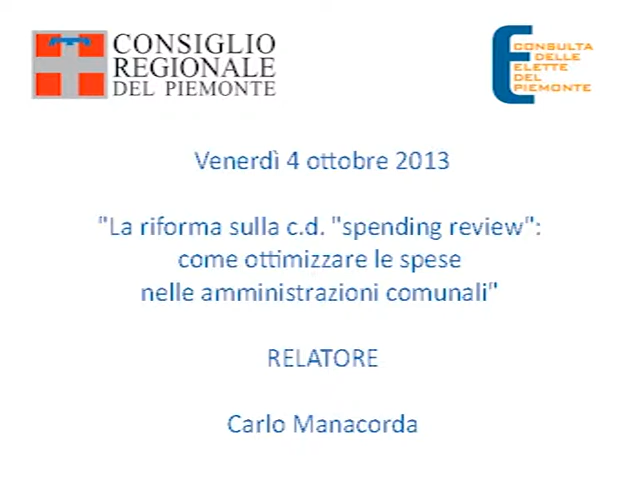 CONSIGLIO
REGIONALE
DEL PIEMONTE
CONSULTA
DELLE
ELETTE
DEL
PIEMONTE
Venerdì 4 ottobre 2013
"La riforma sulla c.d. "spending review":
come ottimizzare le spese
nelle amministrazioni comunali"
RELATORE
Carlo Manacorda